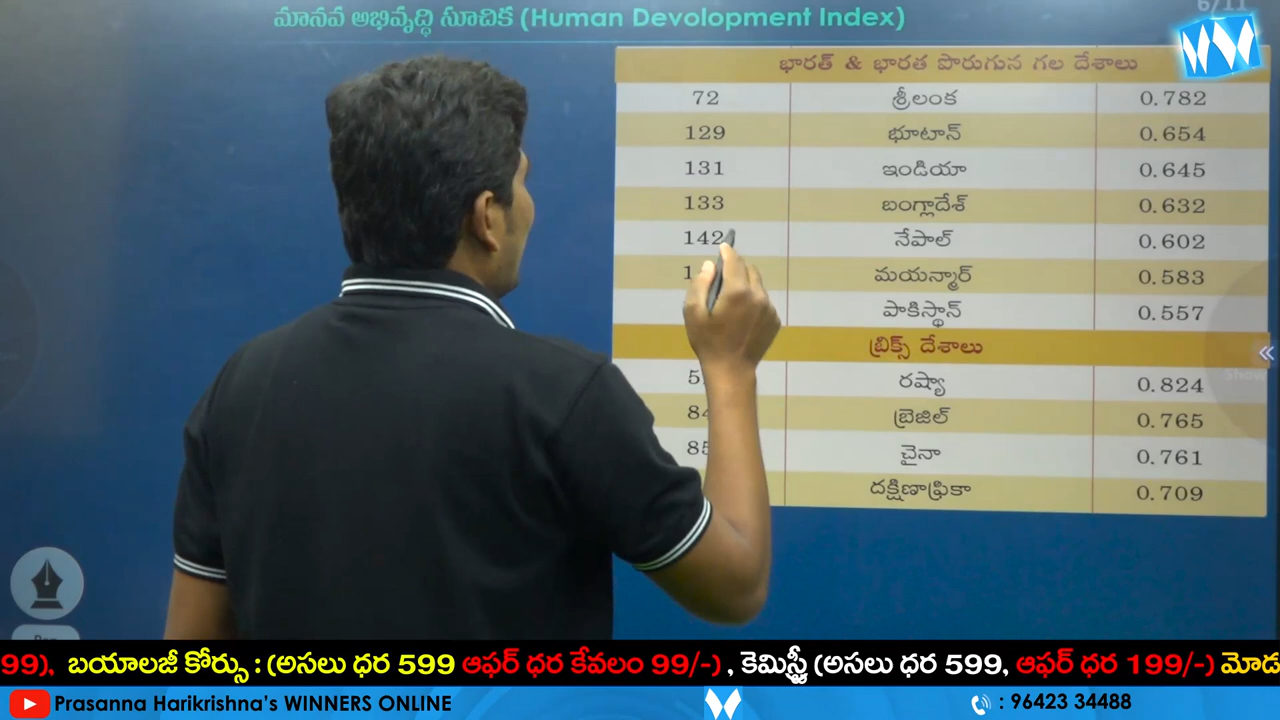 మానవ అభివృద్ధి సూచిక (Human Devolopment Index)
6/11
భారత్ & భారత పొరుగున గల దేశాలు
72 శ్రీలంక 0.782
129 భూటాన్ 0.654
131 ఇండియా 0.645
133 బంగ్లాదేశ్ 0.632
142 నేపాల్ 0.602
మయన్మార్ 0.583
పాకిస్థాన్ 0.557
బ్రిక్స్ దేశాలు
రష్యా 0.824
84 బ్రెజిల్ 0.765
85 చైనా 0.761
దక్షిణాఫ్రికా 0.709
99), బయాలజీ కోర్సు : (అసలు ధర 599 ఆఫర్ ధర కేవలం 99/-) , కెమిస్ట్రీ (అసలు ధర 599, ఆఫర్ ధర 199/-) మోడ
Prasanna Harikrishna's WINNERS ONLINE
: 96423 34488